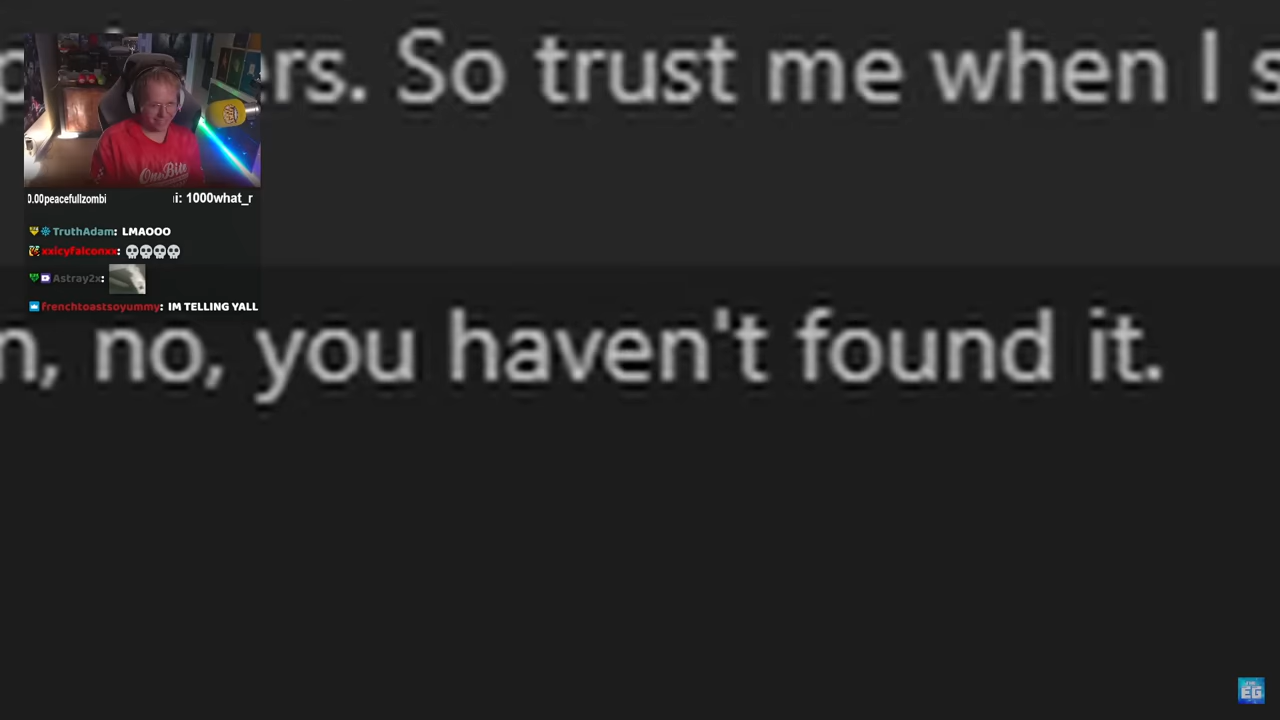 ers. So trust me when I s
n, no, you haven't found it.
OneBite
0.00peacefullzombi i: 1000what_r
TruthAdam: LMAOOO
xxicyfalconxx: 💀💀💀💀
Astray2x:
frenchtoastsoyummy: IM TELLING YALL
EG